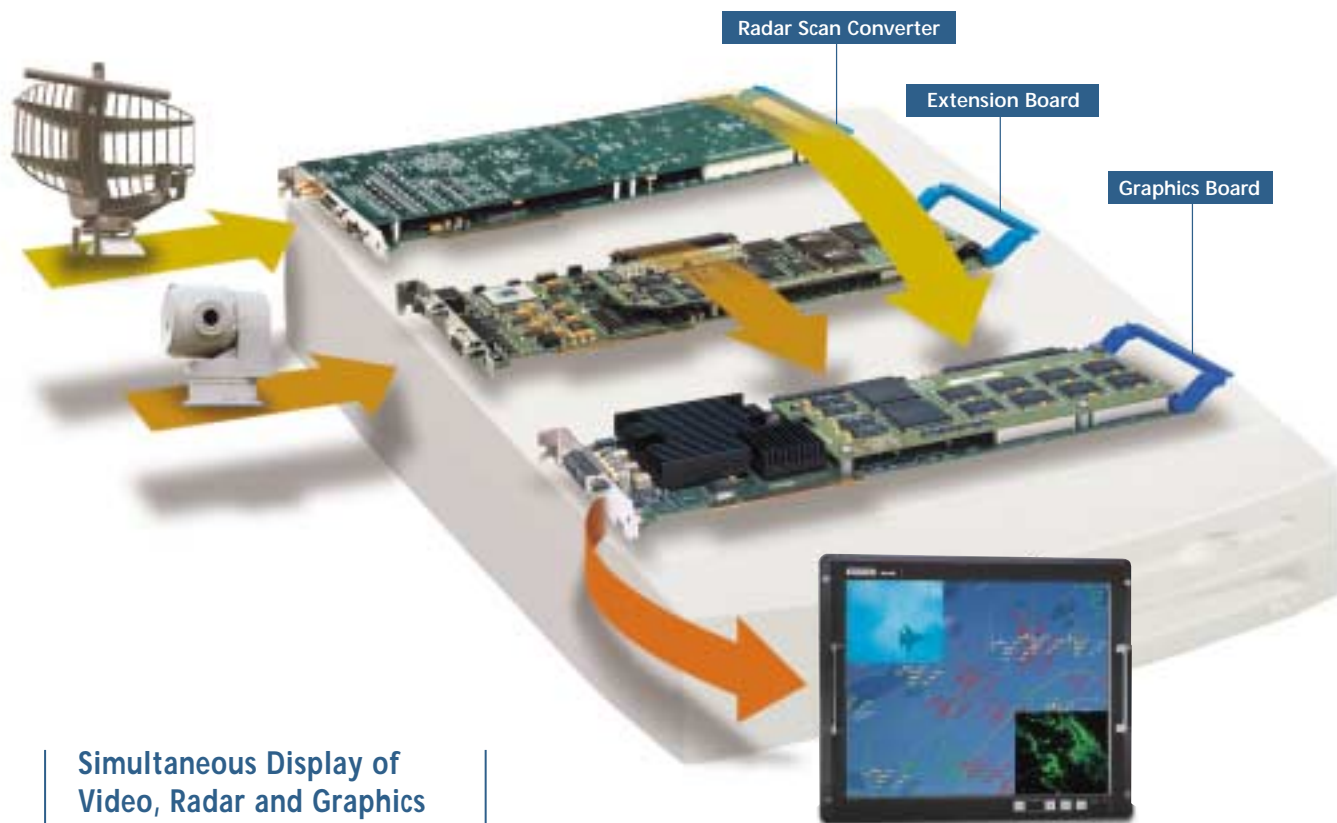 Radar Scan Converter
Extension Board
Graphics Board
Simultaneous Display of
Video, Radar and Graphics